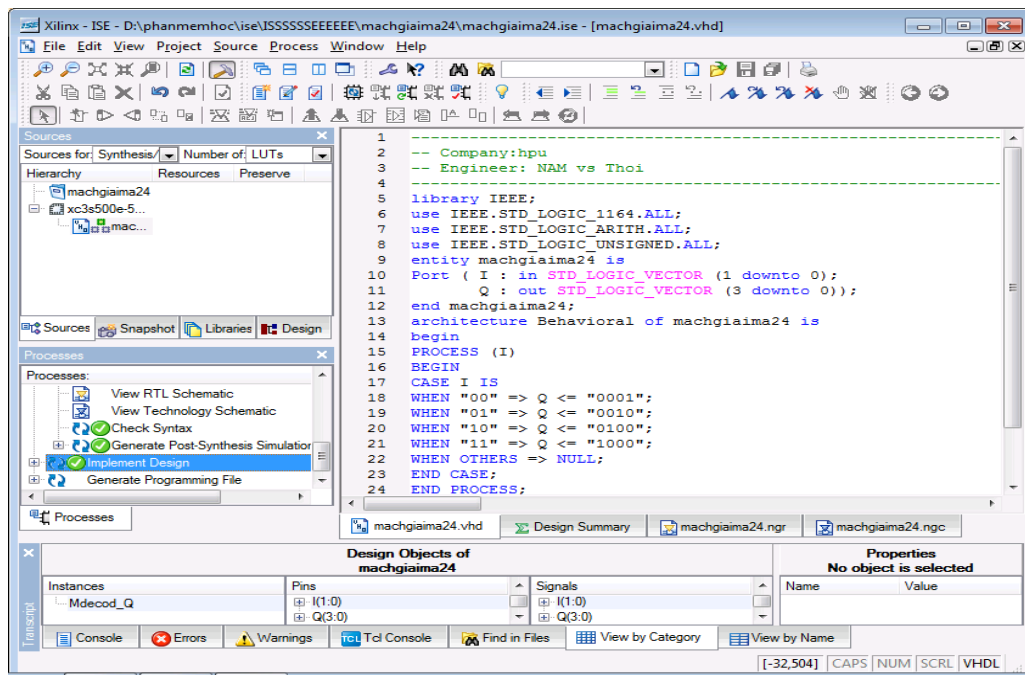 Xilinx - ISE - D:\phanmemhoc\ise\ISSSSSSEEEEEE\machgiaima24\machgiaima24.ise - [machgiaima24.vhd]
File Edit View Project Source Process Window Help
Sources
Sources for: Synthesis/ Number of: LUTs
Hierarchy Resources Preserve
machgiaima24
xc3s500e-5...
mac...
Sources Snapshot Libraries Design
Processes
Processes:
View RTL Schematic
View Technology Schematic
Check Syntax
Generate Post-Synthesis Simulation
Implement Design
Generate Programming File
Processes
1 --------------------------------------------------------------
2 -- Company:hpu
3 -- Engineer: NAM vs Thoi
4 --------------------------------------------------------------
5 library IEEE;
6 use IEEE.STD_LOGIC_1164.ALL;
7 use IEEE.STD_LOGIC_ARITH.ALL;
8 use IEEE.STD_LOGIC_UNSIGNED.ALL;
9 entity machgiaima24 is
10 Port ( I : in STD_LOGIC_VECTOR (1 downto 0);
11 Q : out STD_LOGIC_VECTOR (3 downto 0));
12 end machgiaima24;
13 architecture Behavioral of machgiaima24 is
14 begin
15 PROCESS (I)
16 BEGIN
17 CASE I IS
18 WHEN "00" => Q <= "0001";
19 WHEN "01" => Q <= "0010";
20 WHEN "10" => Q <= "0100";
21 WHEN "11" => Q <= "1000";
22 WHEN OTHERS => NULL;
23 END CASE;
24 END PROCESS;
machgiaima24.vhd Design Summary machgiaima24.ngr machgiaima24.ngc
Transcript
Design Objects of
machgiaima24
Properties
No object is selected
Instances Pins Signals Name Value
Mdecod_Q I(1:0) I(1:0)
Q(3:0) Q(3:0)
Console Errors Warnings Tcl Console Find in Files View by Category View by Name
[-32,504] CAPS NUM SCRL VHDL